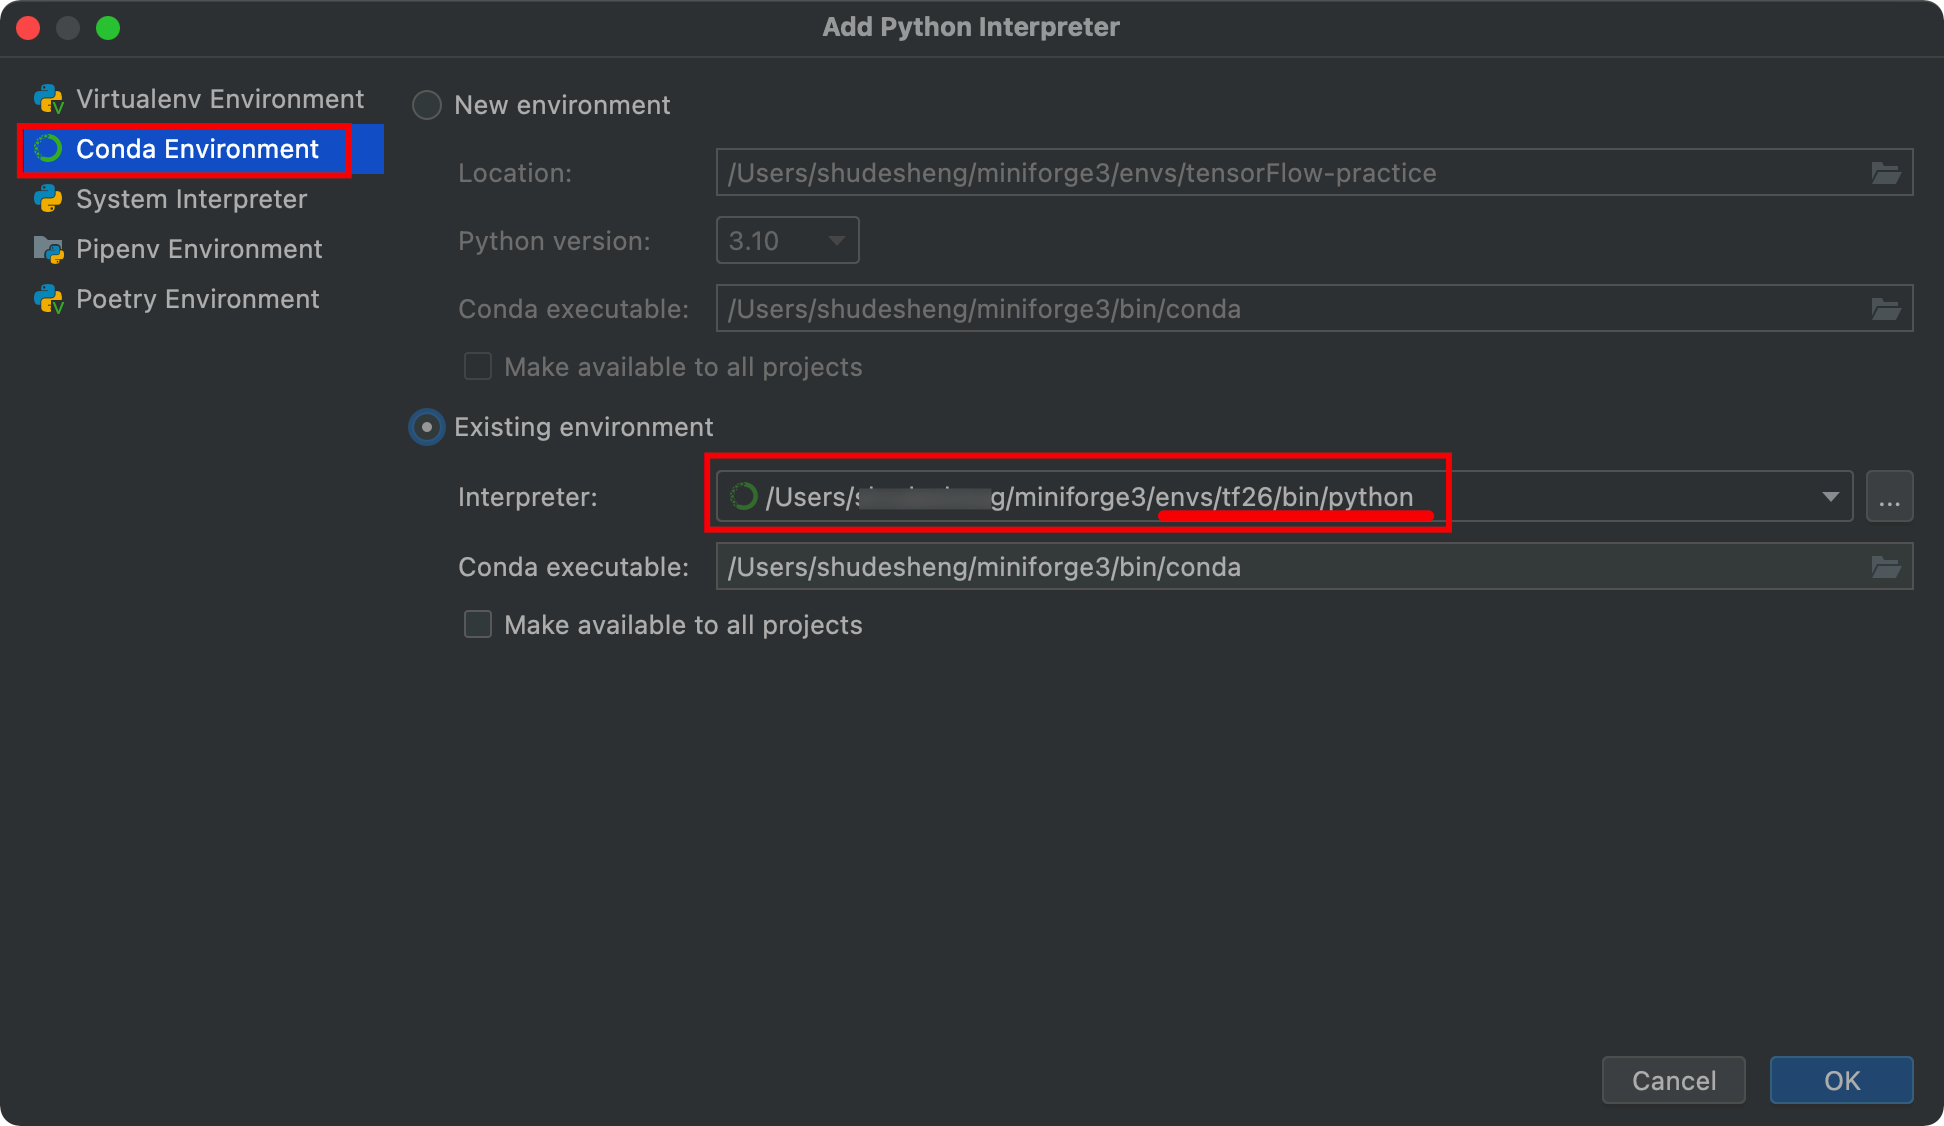 Add Python Interpreter
Virtualenv Environment
Conda Environment
System Interpreter
Pipenv Environment
Poetry Environment
New environment
Location: /Users/shudesheng/miniforge3/envs/tensorFlow-practice
Python version: 3.10
Conda executable: /Users/shudesheng/miniforge3/bin/conda
Make available to all projects
Existing environment
Interpreter: /Users/ g/miniforge3/envs/tf26/bin/python ...
Conda executable: /Users/shudesheng/miniforge3/bin/conda
Make available to all projects
Cancel OK